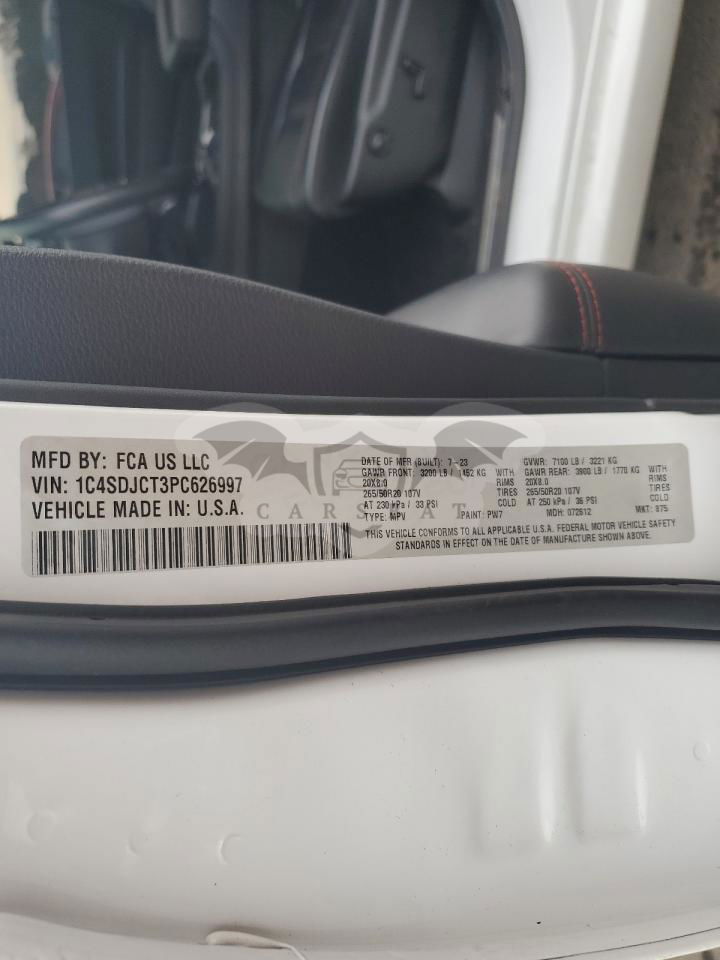 MFD BY: FCA US LLC
VIN: 1C4SDJCT3PC626997
VEHICLE MADE IN: U.S.A.
DATE OF MFR (BUILT): 7-23 GVWR: 7100 LB / 3221 KG
GAWR FRONT: 3200 LB / 1452 KG WITH GAWR REAR: 3900 LB / 1770 KG WITH
20X8.0 RIMS 20X8.0 RIMS
265/50R20 107V TIRES 265/50R20 107V TIRES
AT 230 kPa / 33 PSI COLD AT 250 kPa / 36 PSI COLD
TYPE: MPV PAINT: PW7 MDH: 072612 MKT: 875
THIS VEHICLE CONFORMS TO ALL APPLICABLE U.S.A. FEDERAL MOTOR VEHICLE SAFETY
STANDARDS IN EFFECT ON THE DATE OF MANUFACTURE SHOWN ABOVE.